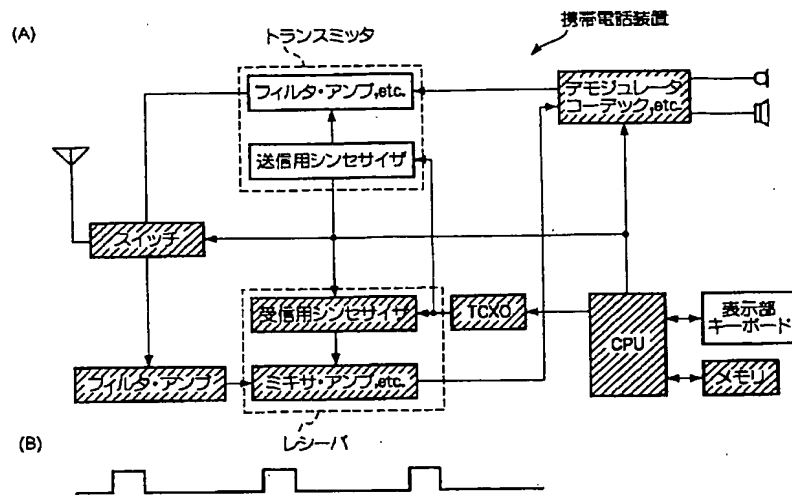 (A)
携帯電話装置
トランスミッタ
フィルタ・アンプ,etc.
デモジュレータ
コーデック,etc.
送信用シンセサイザ
スイッチ
受信用シンセサイザ
TCXO
CPU
表示部
キーボード
フィルタ・アンプ
ミキサ・アンプ,etc.
メモリ
レシーバ
(B)